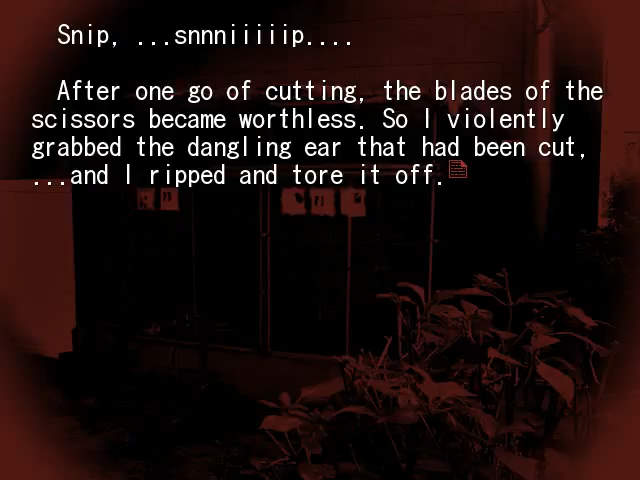 Snip, ...snnniiiiip....
After one go of cutting, the blades of the
scissors became worthless. So I violently
grabbed the dangling ear that had been cut,
...and I ripped and tore it off.